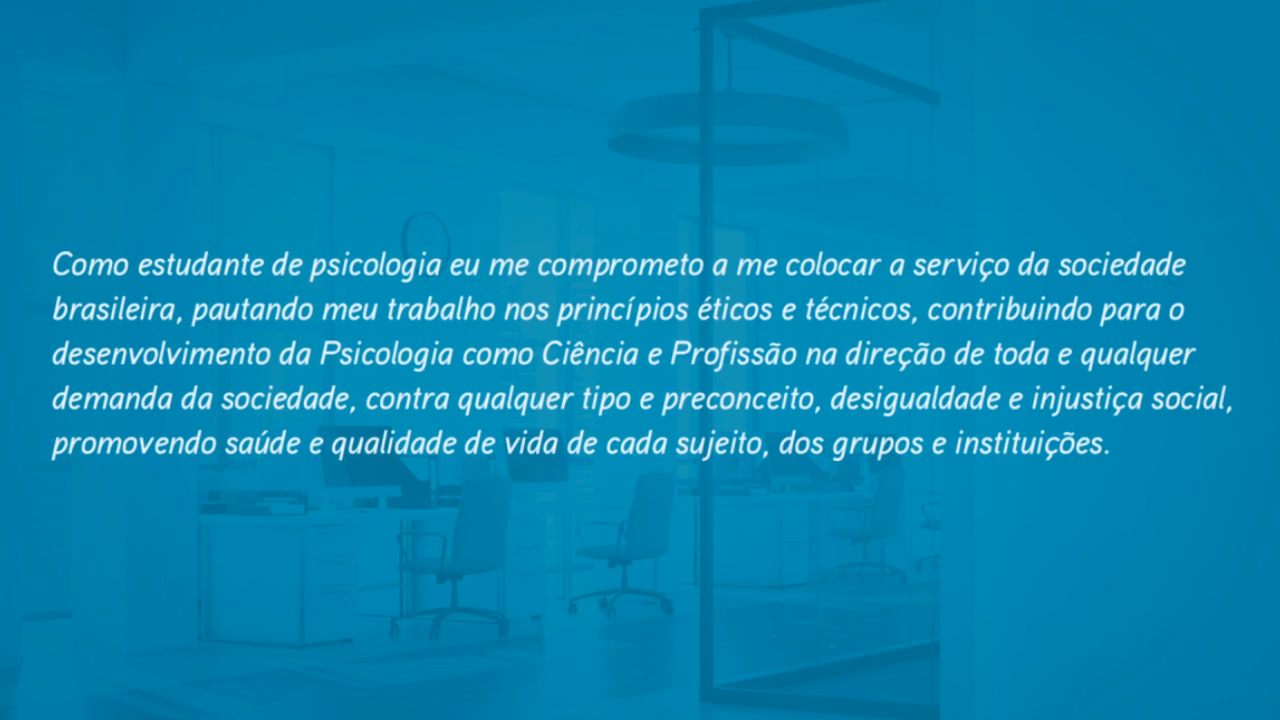 Como estudante de psicologia eu me comprometo a me colocar a serviço da sociedade
brasileira, pautando meu trabalho nos princípios éticos e técnicos, contribuindo para o
desenvolvimento da Psicologia como Ciência e Profissão na direção de toda e qualquer
demanda da sociedade, contra qualquer tipo e preconceito, desigualdade e injustiça social,
promovendo saúde e qualidade de vida de cada sujeito, dos grupos e instituições.